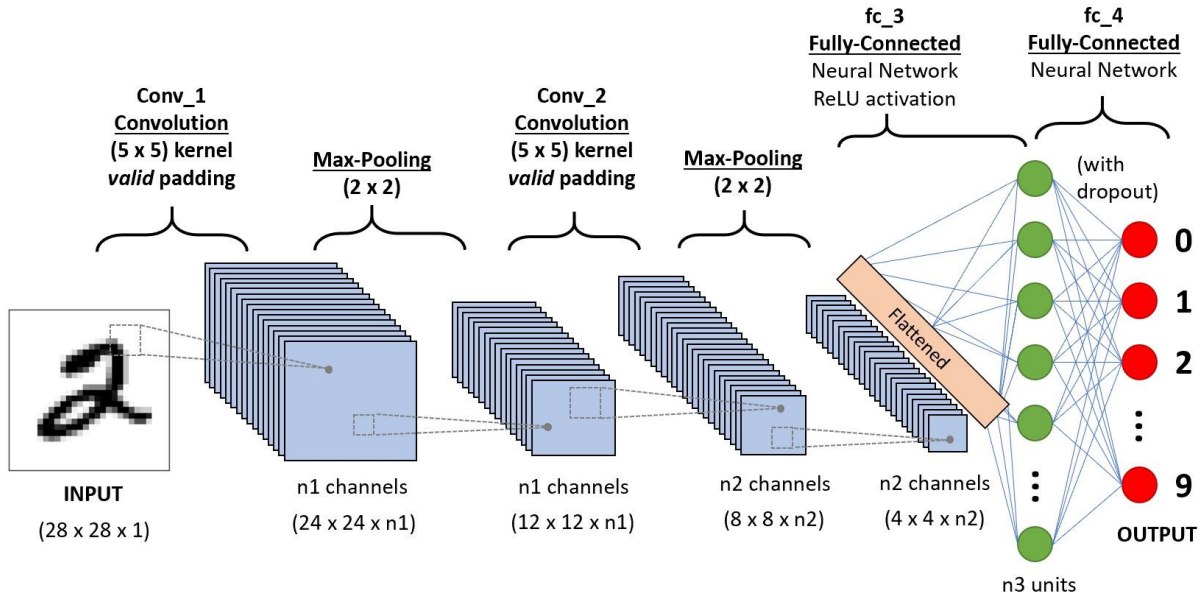 Conv_1
Convolution
(5 x 5) kernel
valid padding
Max-Pooling
(2 x 2)
Conv_2
Convolution
(5 x 5) kernel
valid padding
Max-Pooling
(2 x 2)
fc_3
Fully-Connected
Neural Network
ReLU activation
fc_4
Fully-Connected
Neural Network
(with
dropout)
2
INPUT
(28 x 28 x 1)
n1 channels
(24 x 24 x n1)
n1 channels
(12 x 12 x n1)
n2 channels
(8 x 8 x n2)
n2 channels
(4 x 4 x n2)
Flattened
n3 units
0
1
2
9
OUTPUT